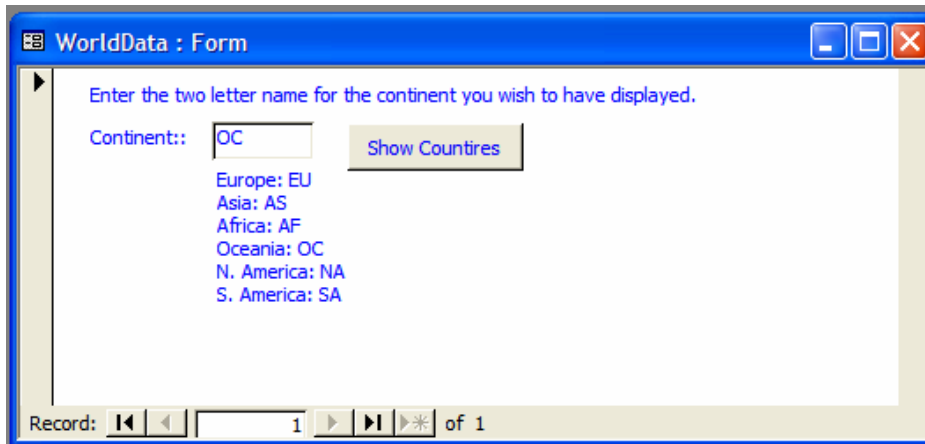 WorldData : Form
Enter the two letter name for the continent you wish to have displayed.
Continent:: OC Show Countires
Europe: EU
Asia: AS
Africa: AF
Oceania: OC
N. America: NA
S. America: SA
Record: 1 of 1